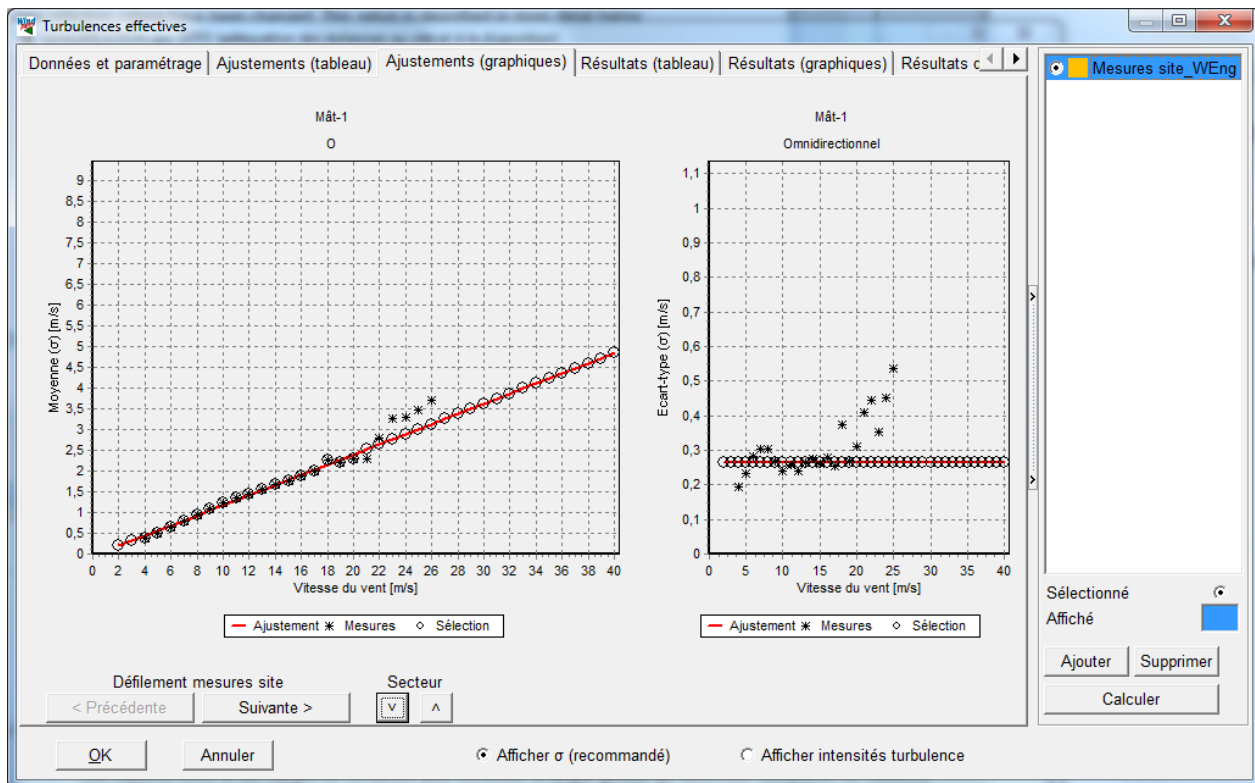 Turbulences effectives
Données et paramétrage
Ajustements (tableau)
Ajustements (graphiques)
Résultats (tableau)
Résultats (graphiques)
Résultats
Mesures site_WEng
Mât-1
O
Moyenne (σ) [m/s]
9
8,5
8
7,5
7
6,5
6
5,5
5
4,5
4
3,5
3
2,5
2
1,5
1
0,5
0
0 2 4 6 8 10 12 14 16 18 20 22 24 26 28 30 32 34 36 38 40
Vitesse du vent [m/s]
Ajustement Mesures Sélection
Mât-1
Omnidirectionnel
Ecart-type (σ) [m/s]
1,1
1
0,9
0,8
0,7
0,6
0,5
0,4
0,3
0,2
0,1
0
0 5 10 15 20 25 30 35 40
Vitesse du vent [m/s]
Ajustement Mesures Sélection
Défilement mesures site
< Précédente
Suivante >
Secteur
v
ʌ
Sélectionné
Affiché
Ajouter
Supprimer
Calculer
OK
Annuler
Afficher σ (recommandé)
Afficher intensités turbulence